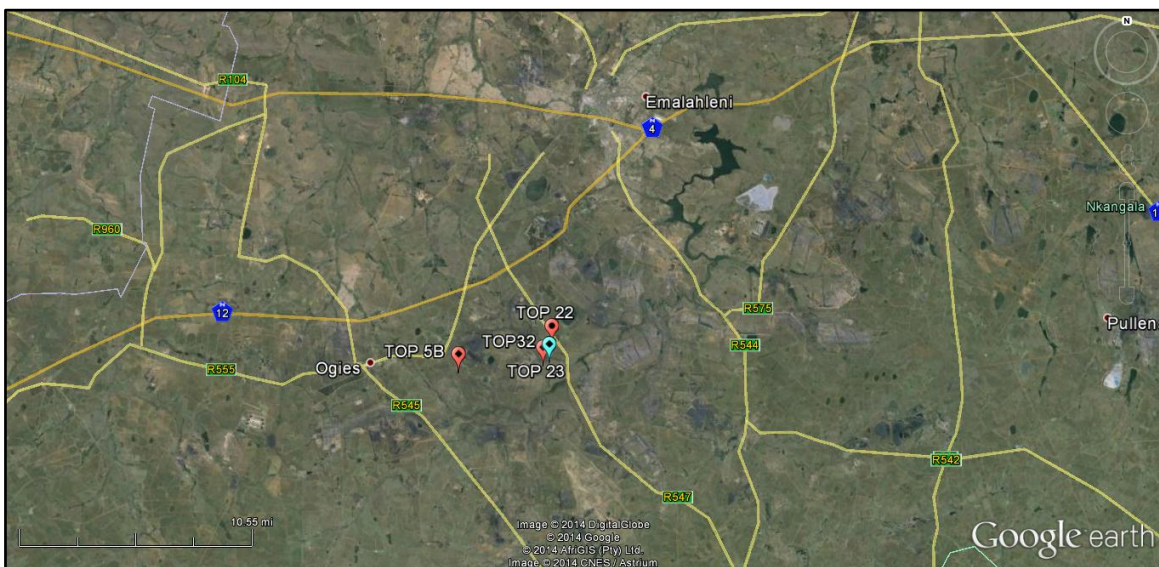 N
R104
Emalahleni
N
4
Nkangala
R960
N
12
TOP 22
R575
Pullen
TOP32
R544
TOP 5B
Ogies
TOP 23
R555
R545
R542
R547
10.55 mi
Image © 2014 DigitalGlobe
© 2014 Google
© 2014 AfriGIS (Pty) Ltd.
Image © 2014 CNES / Astrium
Google earth